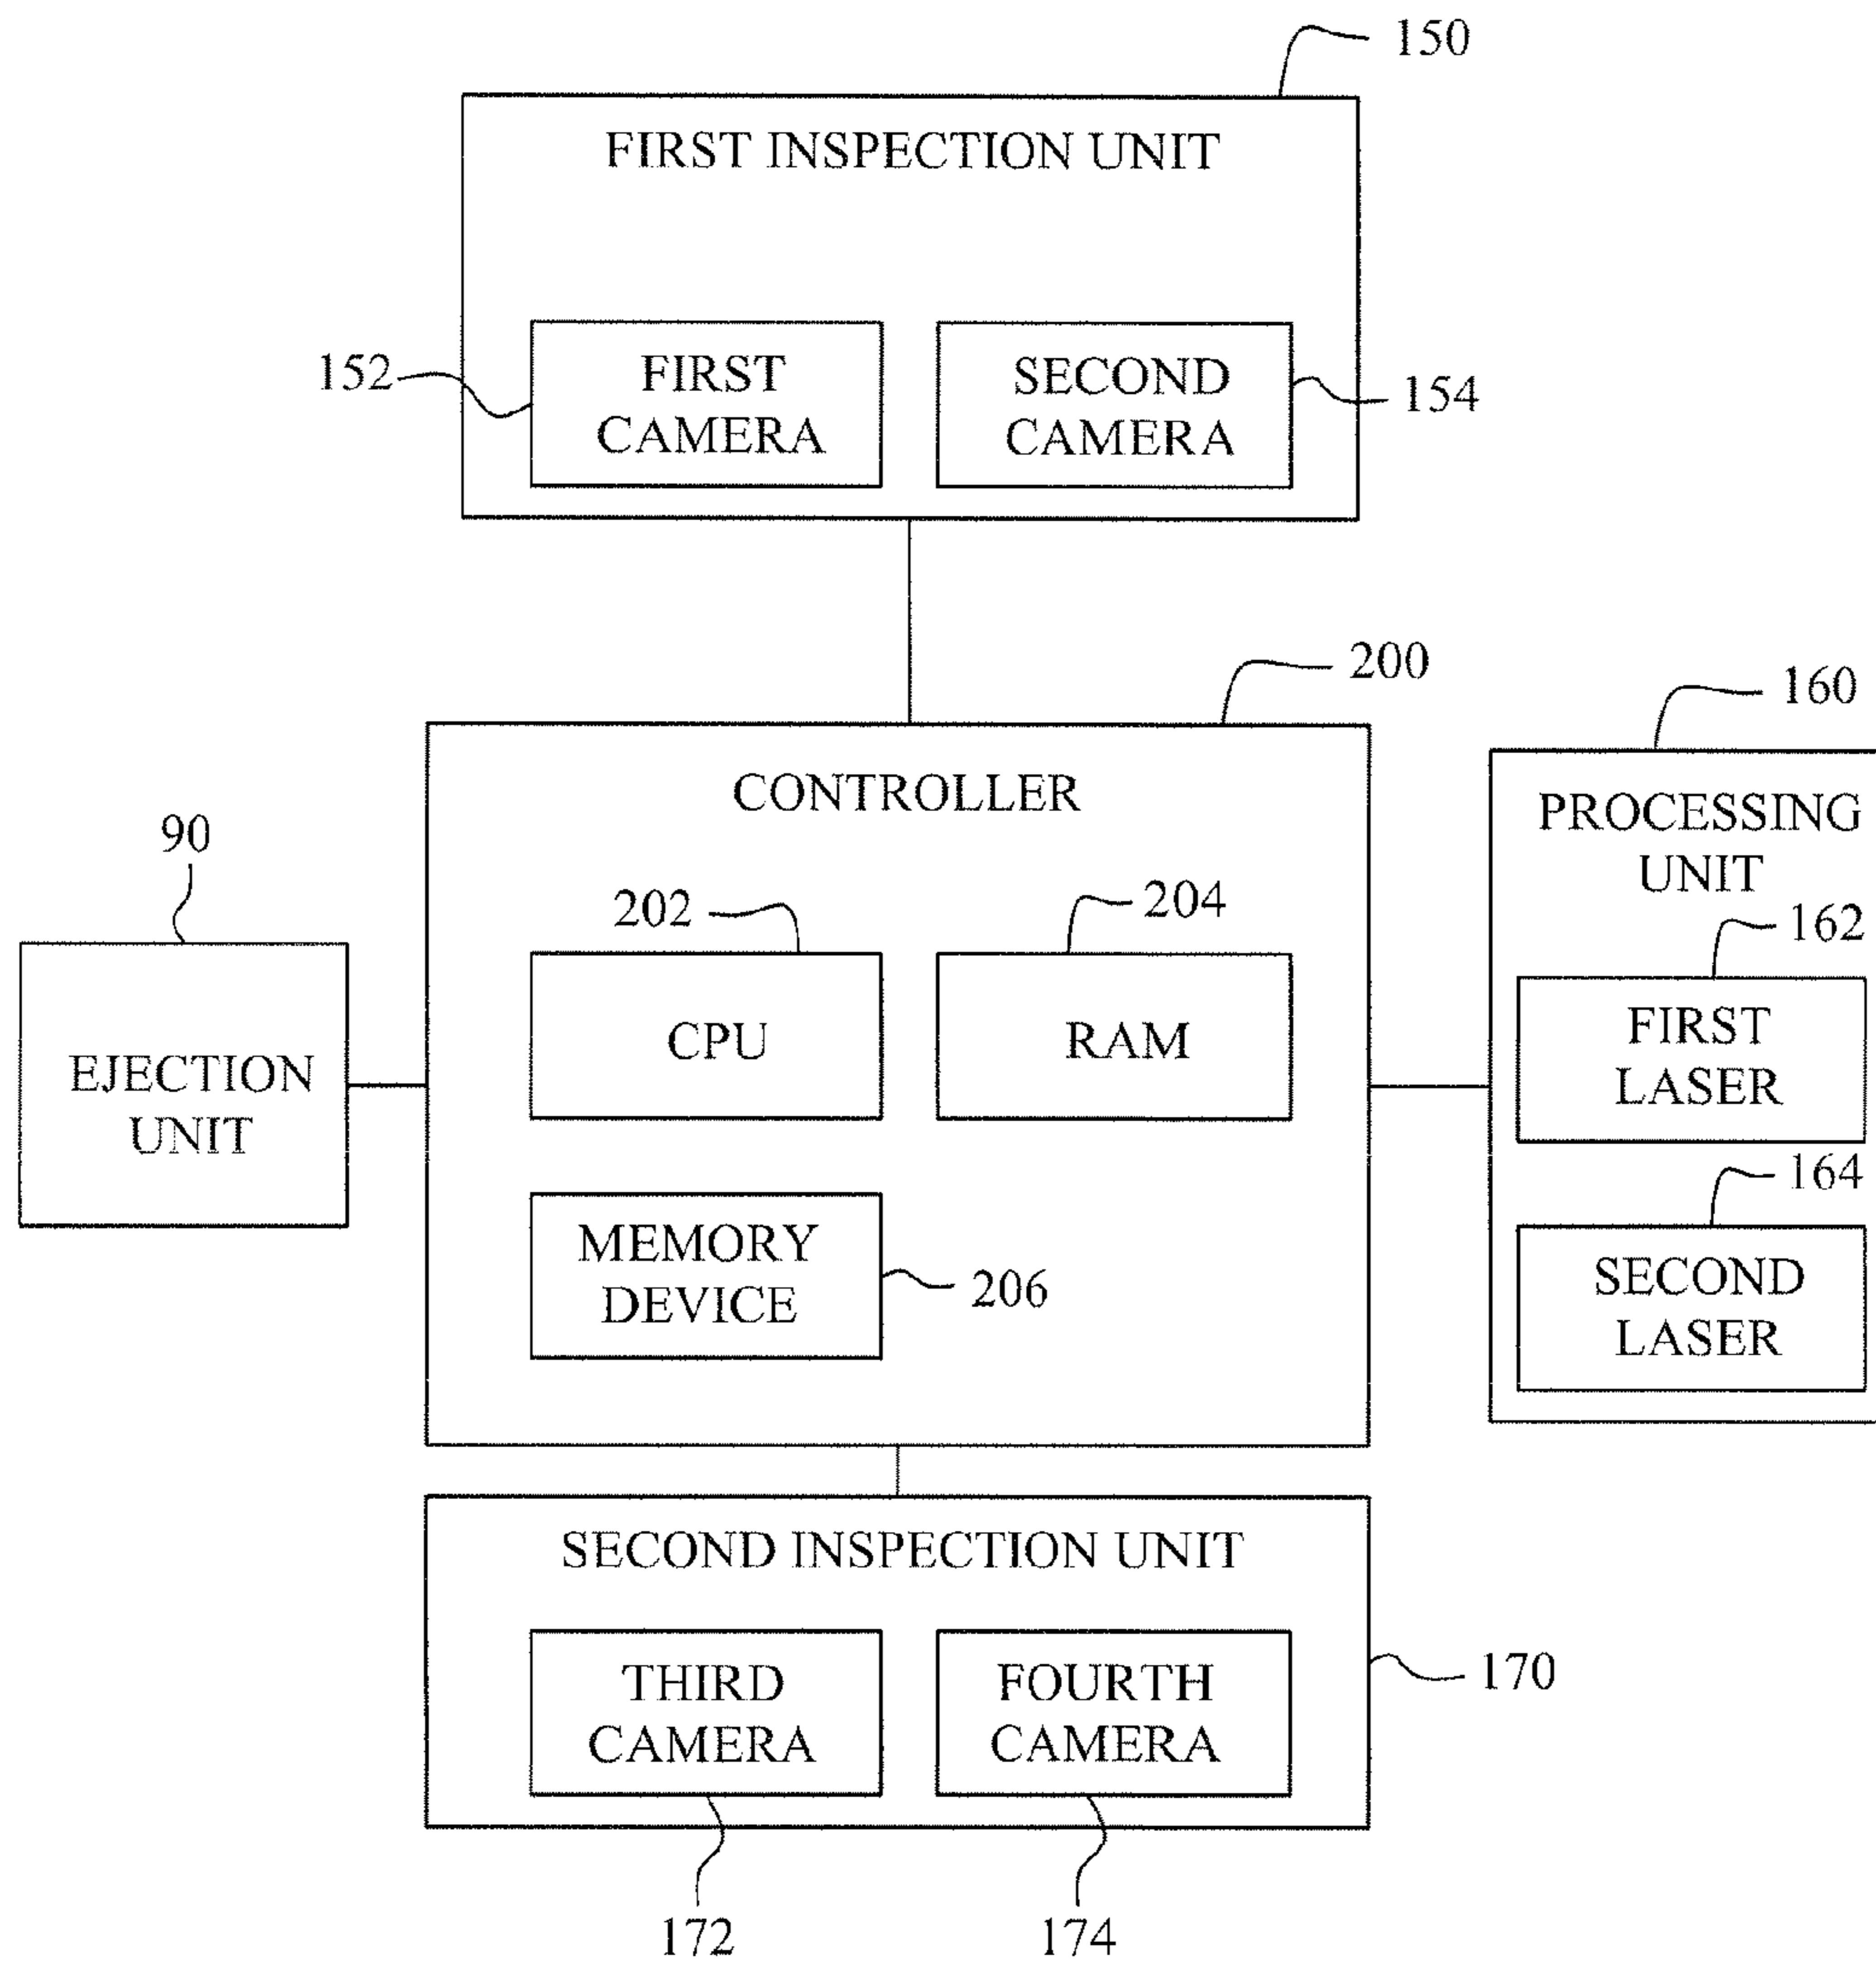 150
FIRST INSPECTION UNIT
152
FIRST
CAMERA
SECOND
CAMERA
154
200
160
CONTROLLER
PROCESSING
UNIT
90
202
204
162
EJECTION
UNIT
CPU
RAM
FIRST
LASER
164
MEMORY
DEVICE
206
SECOND
LASER
SECOND INSPECTION UNIT
THIRD
CAMERA
FOURTH
CAMERA
170
172
174